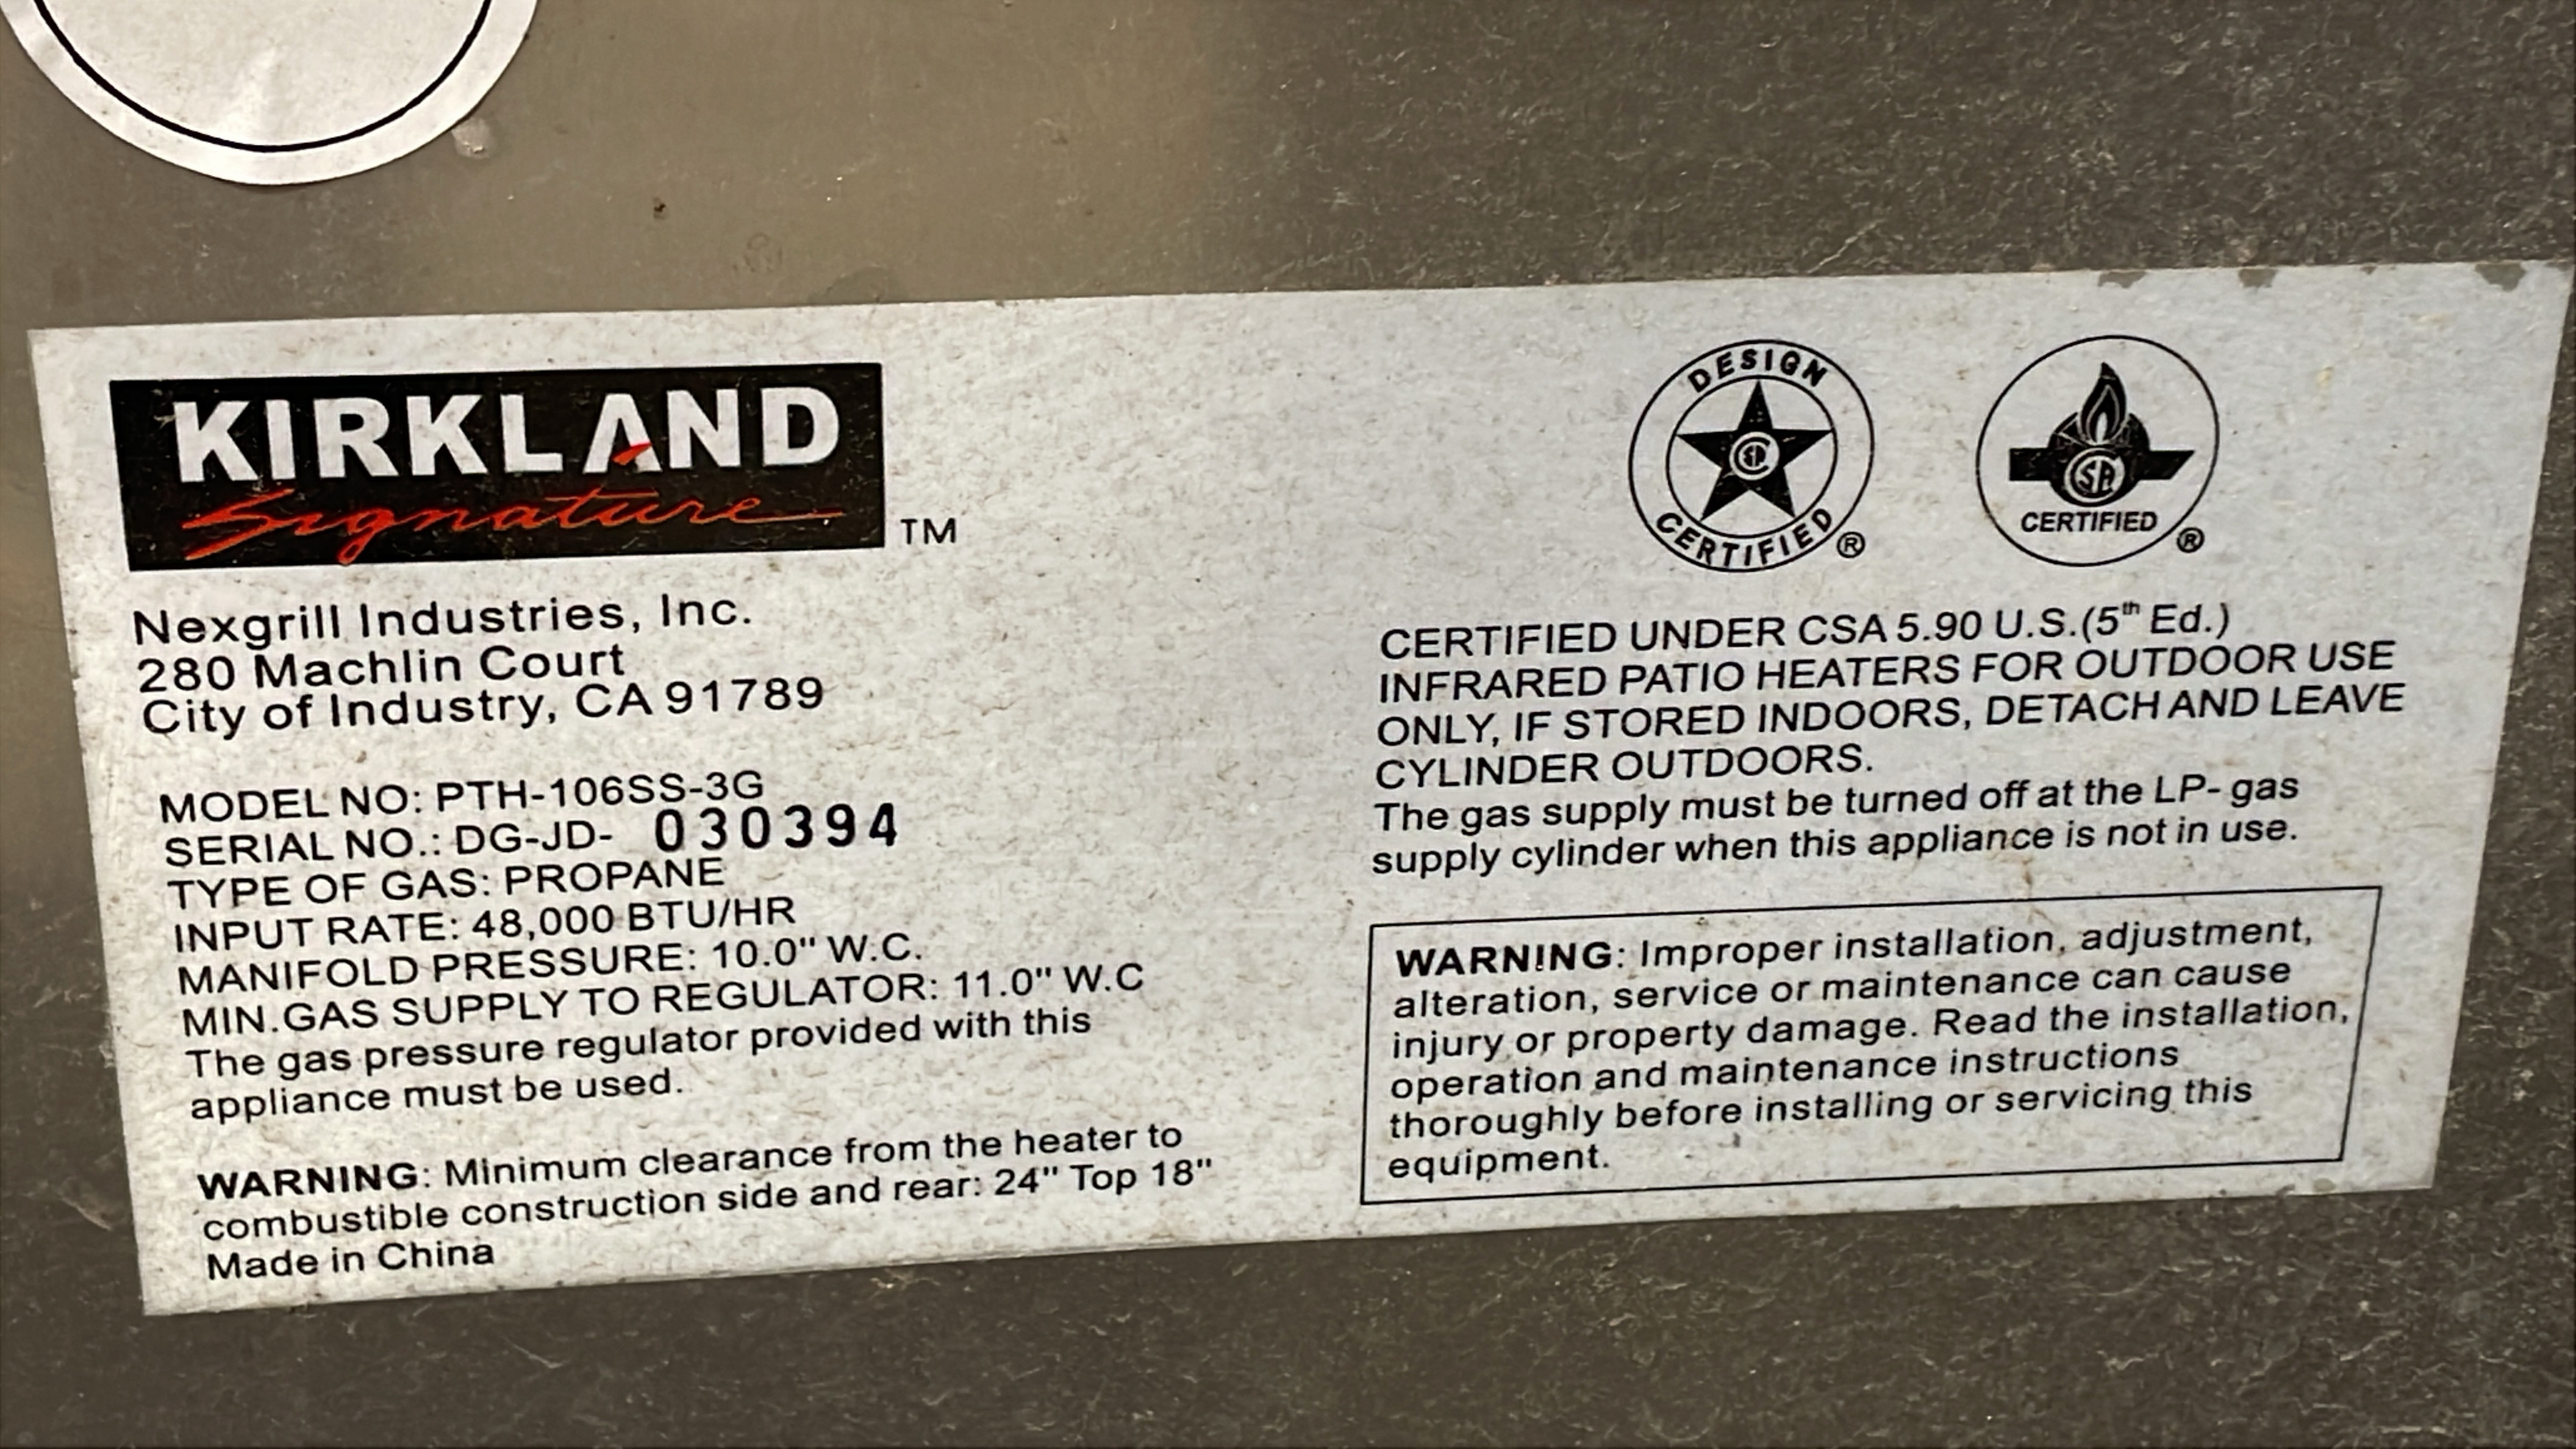 KIRKLAND
Signature TM
Nexgrill Industries, Inc.
280 Machlin Court
City of Industry, CA 91789
MODEL NO: PTH-106SS-3G
SERIAL NO.: DG-JD- 030394
TYPE OF GAS: PROPANE
INPUT RATE: 48,000 BTU/HR
MANIFOLD PRESSURE: 10.0" W.C.
MIN.GAS SUPPLY TO REGULATOR: 11.0" W.C
The gas pressure regulator provided with this
appliance must be used.
WARNING: Minimum clearance from the heater to
combustible construction side and rear: 24" Top 18"
Made in China
DESIGN
CERTIFIED ®
CSA
CERTIFIED ®
CERTIFIED UNDER CSA 5.90 U.S.(5th Ed.)
INFRARED PATIO HEATERS FOR OUTDOOR USE
ONLY, IF STORED INDOORS, DETACH AND LEAVE
CYLINDER OUTDOORS.
The gas supply must be turned off at the LP- gas
supply cylinder when this appliance is not in use.
WARNING: Improper installation, adjustment,
alteration, service or maintenance can cause
injury or property damage. Read the installation,
operation and maintenance instructions
thoroughly before installing or servicing this
equipment.